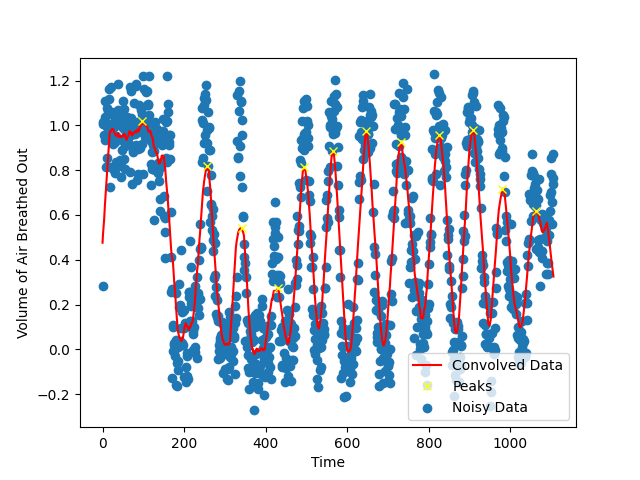 1.2
1.0
0.8
0.6
0.4
0.2
0.0
−0.2
Volume of Air Breathed Out
0 200 400 600 800 1000
Time
Convolved Data
Peaks
Noisy Data